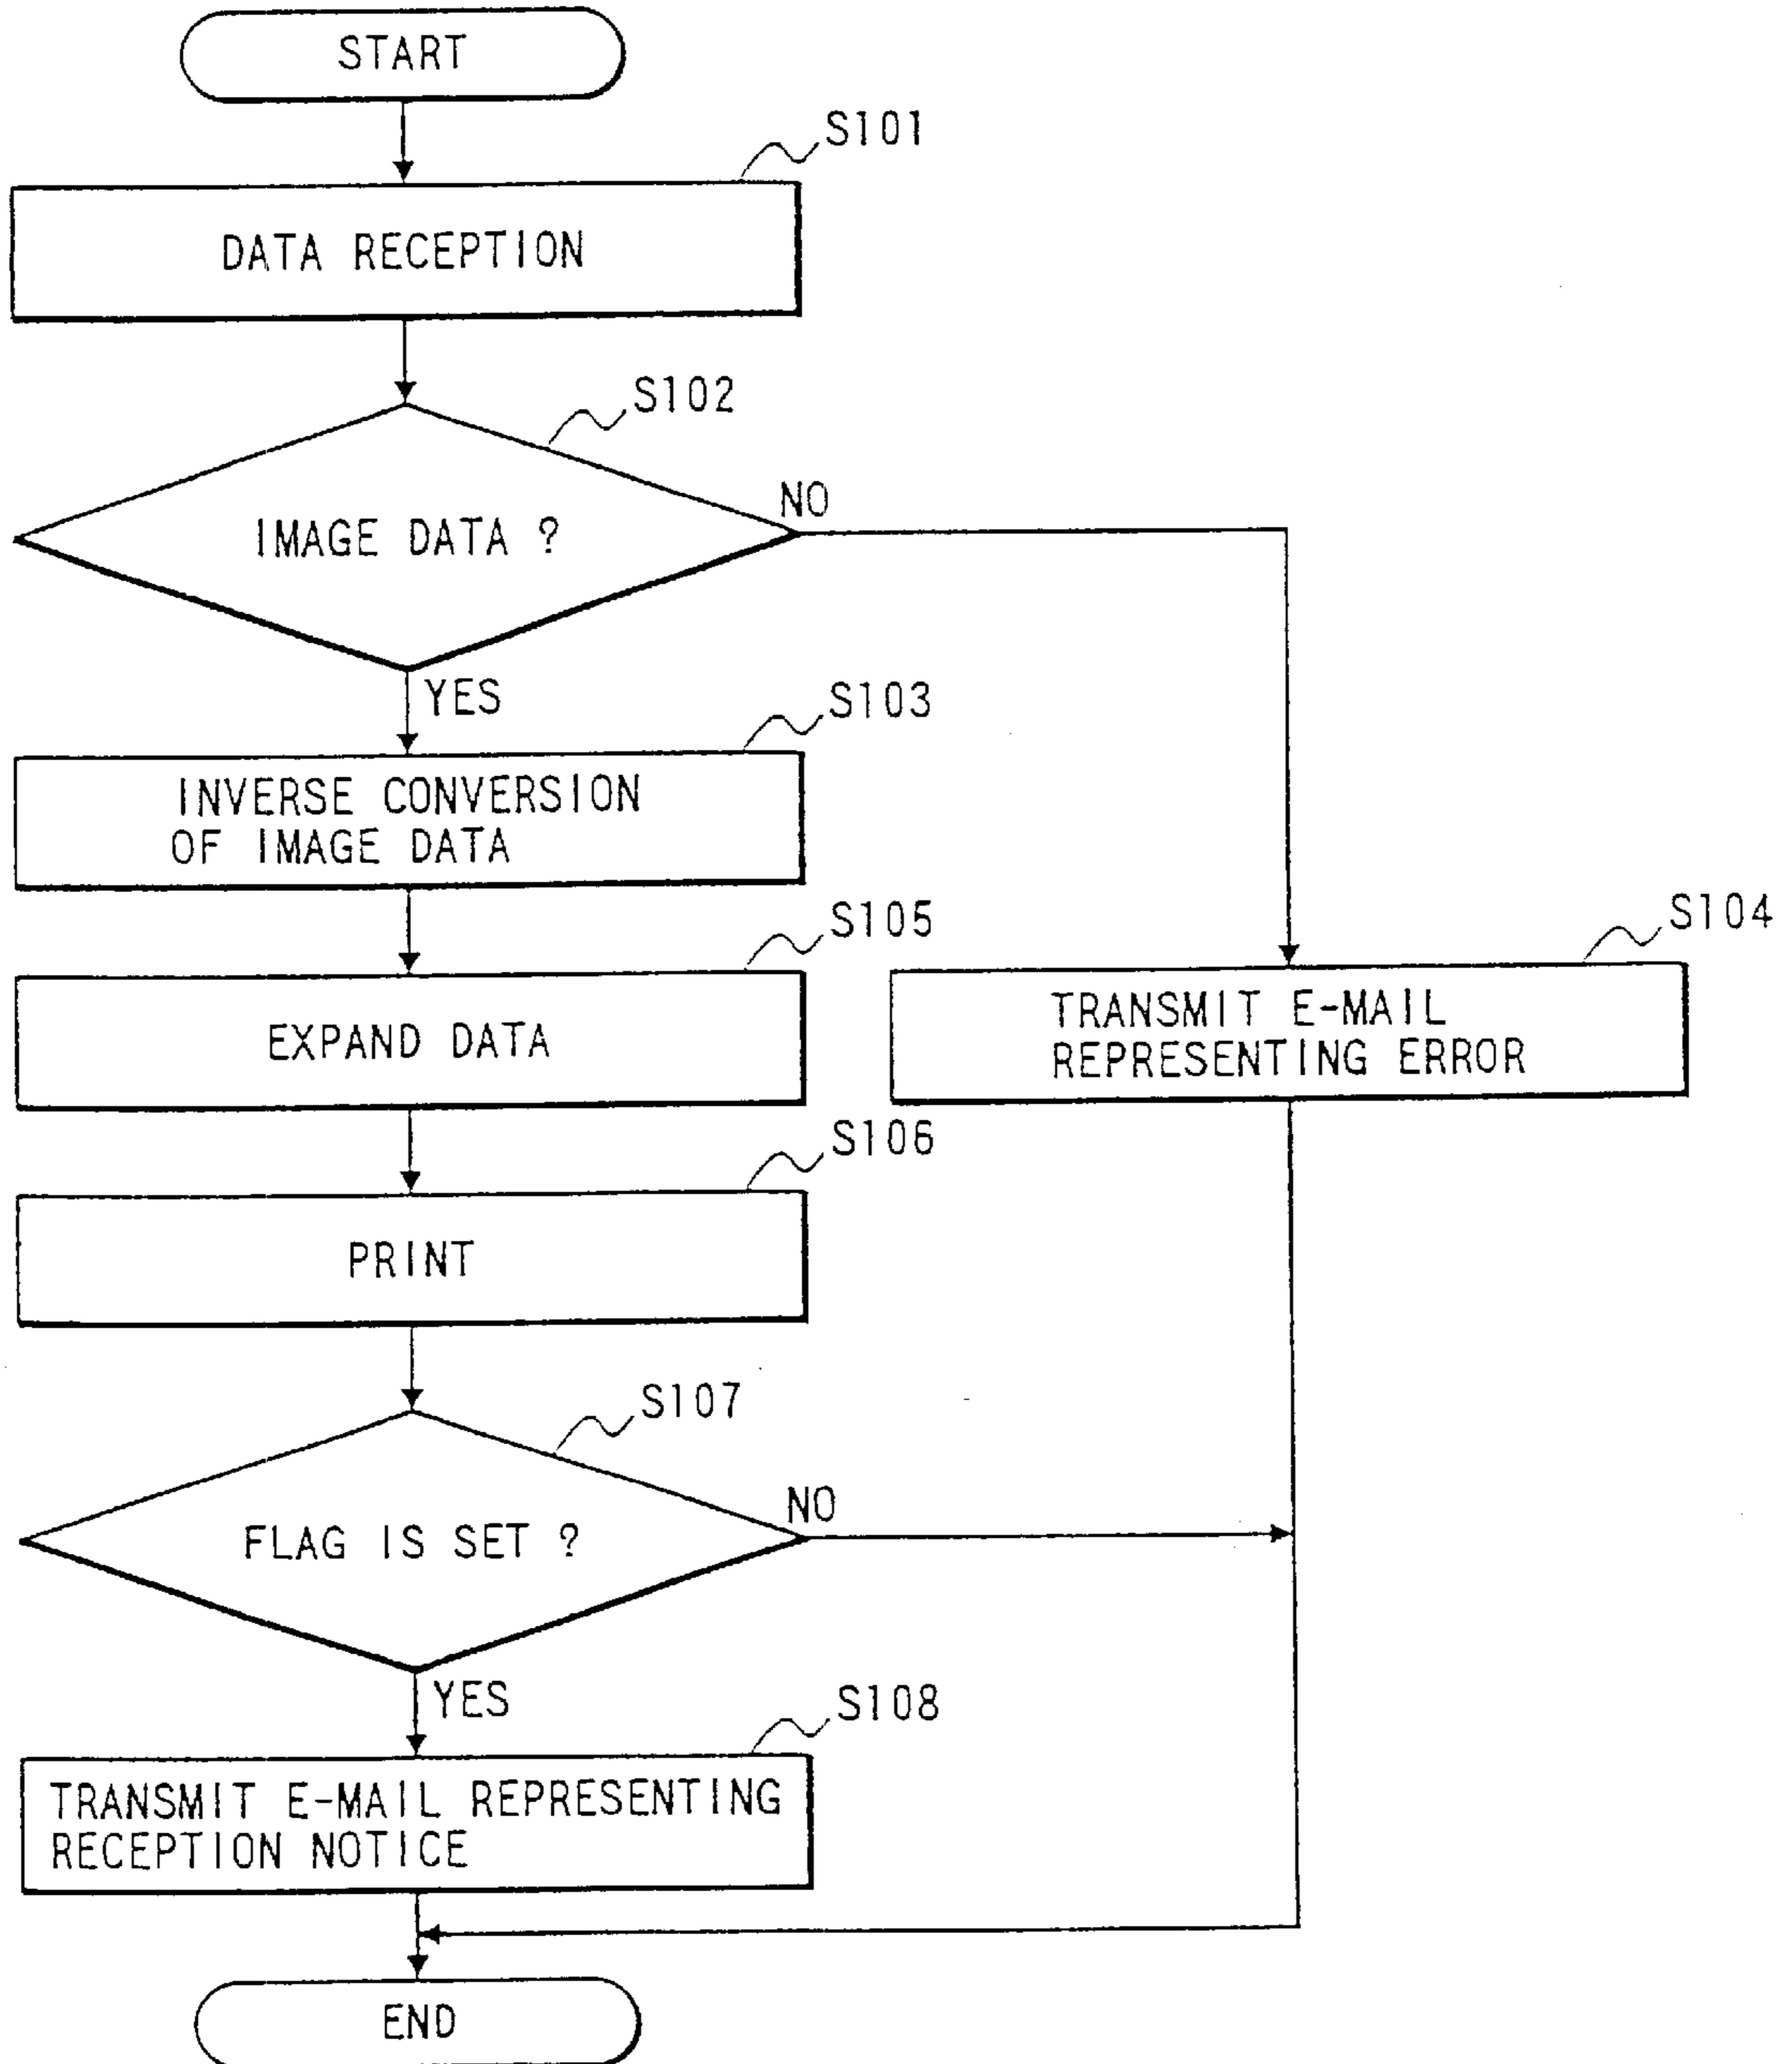 START
S101
DATA RECEPTION
S102
IMAGE DATA ?
NO
YES
S103
INVERSE CONVERSION
OF IMAGE DATA
S105
EXPAND DATA
S104
TRANSMIT E-MAIL
REPRESENTING ERROR
S106
PRINT
S107
FLAG IS SET ?
NO
YES
S108
TRANSMIT E-MAIL REPRESENTING
RECEPTION NOTICE
END